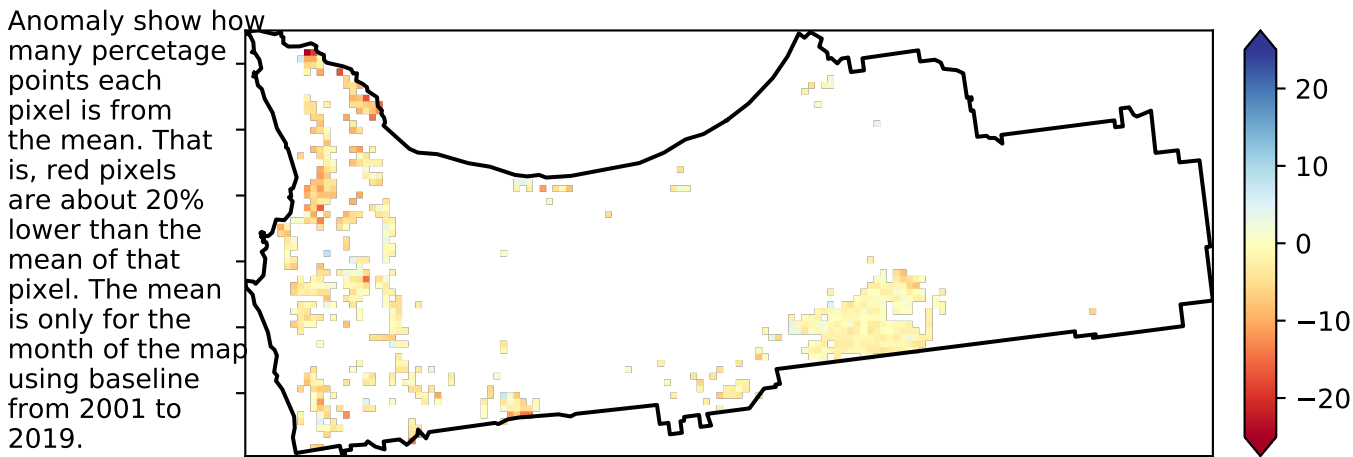 Anomaly show how
many percetage
points each
pixel is from
the mean. That
is, red pixels
are about 20%
lower than the
mean of that
pixel. The mean
is only for the
month of the map
using baseline
from 2001 to
2019.
20
10
0
−10
−20